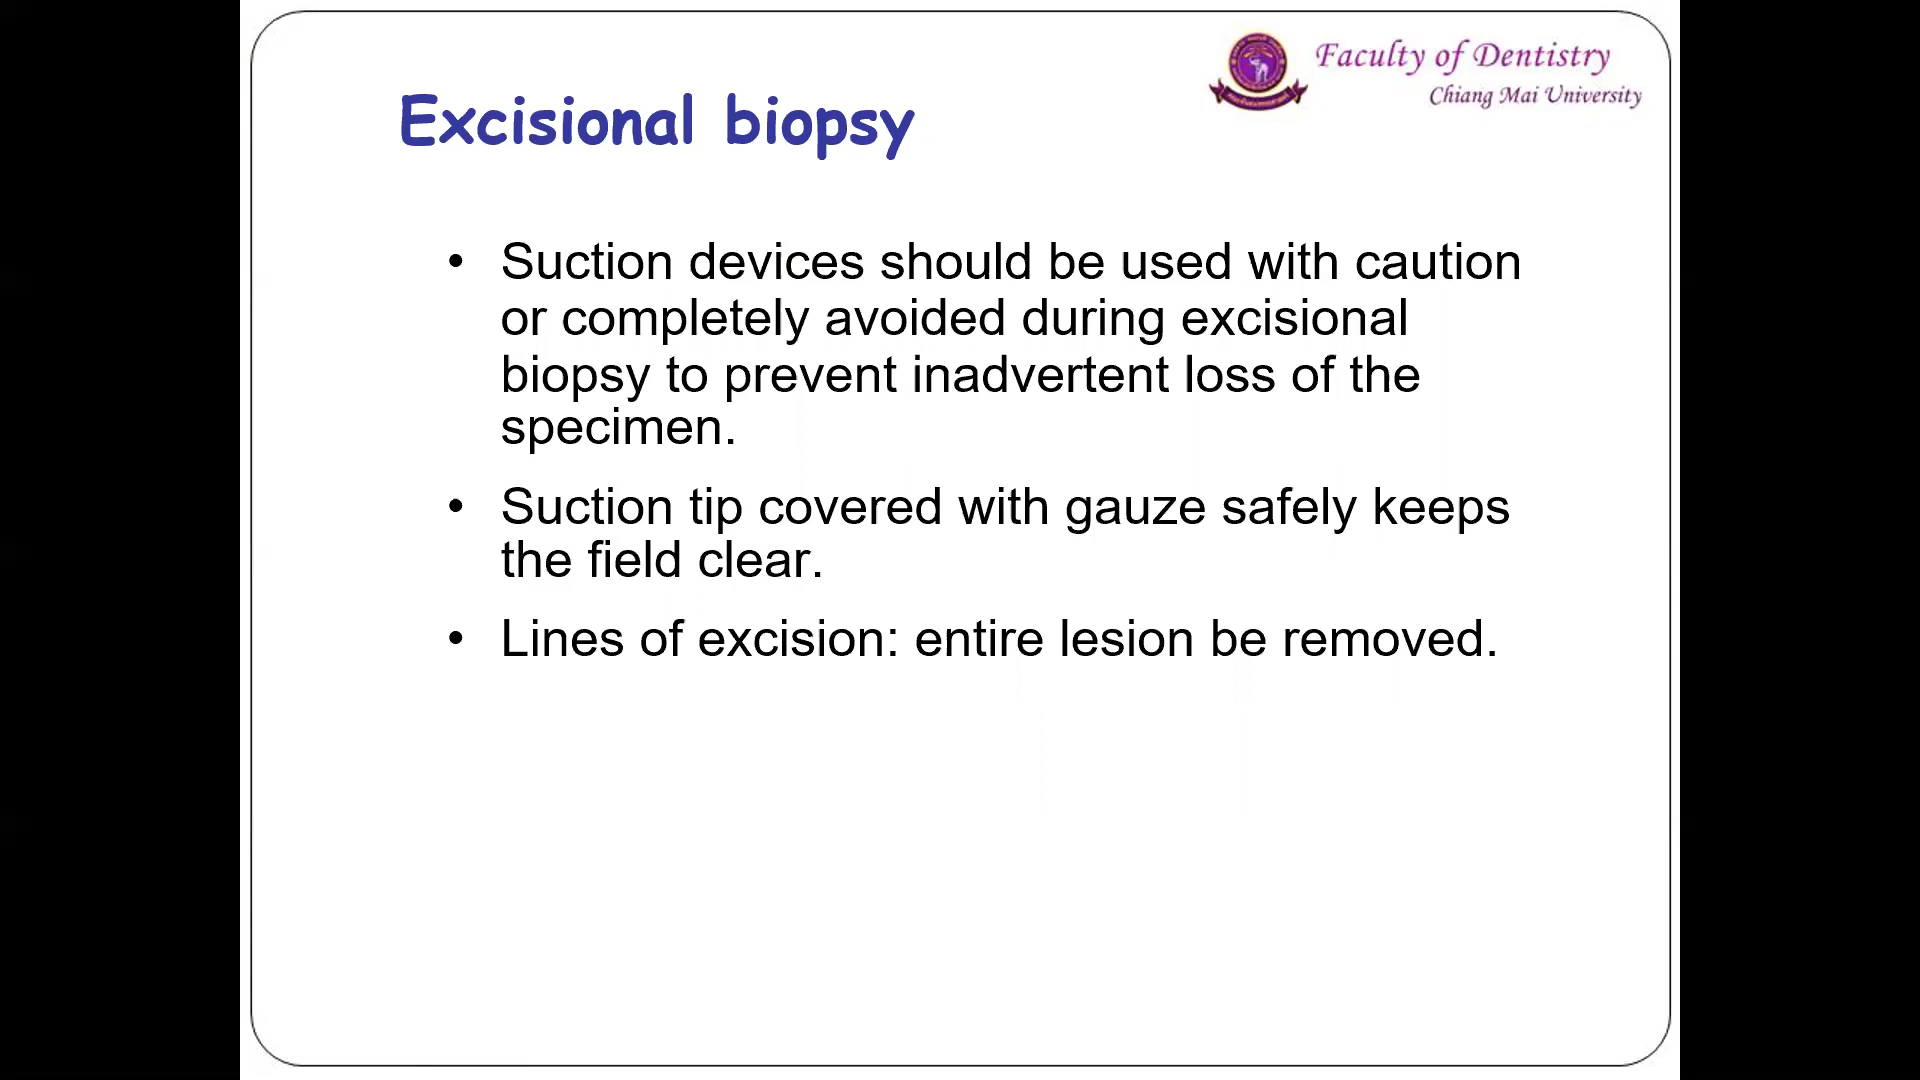 Faculty of Dentistry
Chiang Mai University
Excisional biopsy
• Suction devices should be used with caution
or completely avoided during excisional
biopsy to prevent inadvertent loss of the
specimen.
• Suction tip covered with gauze safely keeps
the field clear.
• Lines of excision: entire lesion be removed.